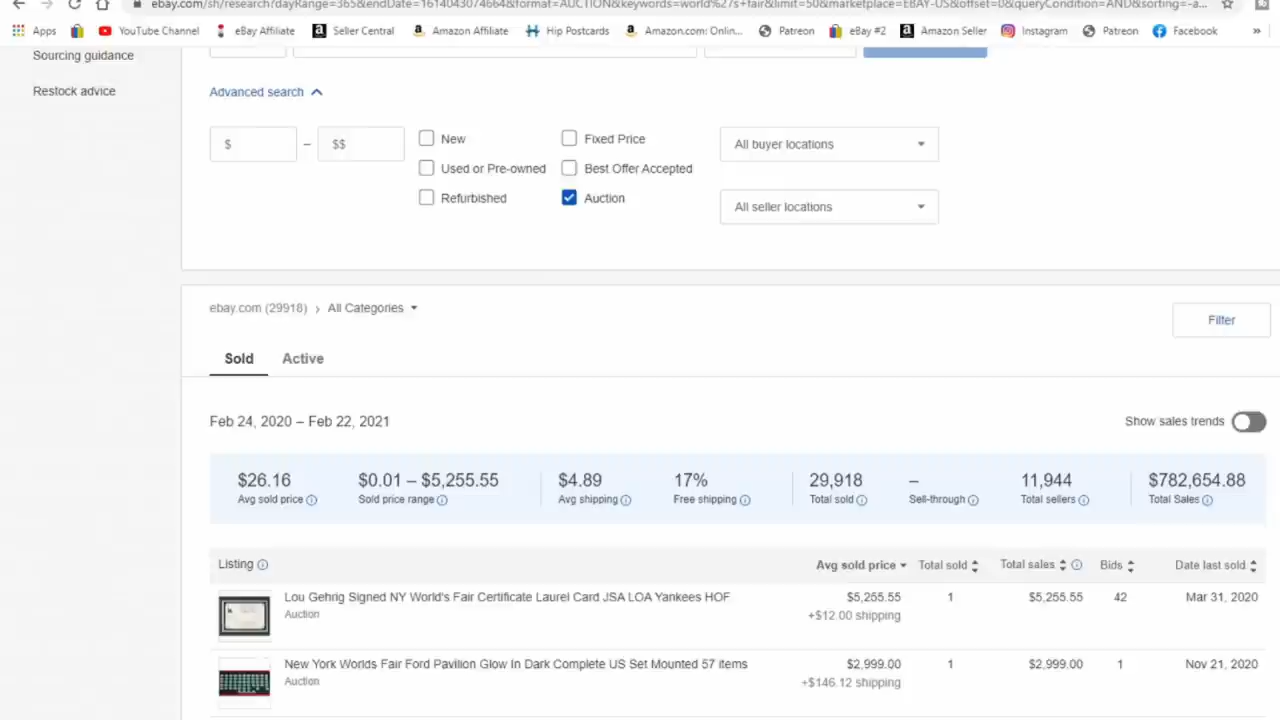 ebay.com/sh/research?dayRange=365&endDate=1614043074664&format=AUCTION&keywords=world%27s+fair&limit=50&marketplace=EBAY-US&offset=0&queryCondition=AND&sorting=-a...
Apps YouTube Channel eBay Affiliate Seller Central Amazon Affiliate Hip Postcards Amazon.com: Onlin... Patreon eBay #2 Amazon Seller Patreon Instagram Facebook »
Sourcing guidance
Restock advice
Advanced search
$ – $$ New Fixed Price All buyer locations
Used or Pre-owned Best Offer Accepted
Refurbished Auction All seller locations
ebay.com (29918) › All Categories
Filter
Sold Active
Feb 24, 2020 – Feb 22, 2021 Show sales trends
$26.16 $0.01 – $5,255.55 $4.89 17% 29,918 – 11,944 $782,654.88
Avg sold price Sold price range Avg shipping Free shipping Total sold Sell-through Total sellers Total Sales
Listing Avg sold price Total sold Total sales Bids Date last sold
Lou Gehrig Signed NY World's Fair Certificate Laurel Card JSA LOA Yankees HOF $5,255.55 1 $5,255.55 42 Mar 31, 2020
Auction +$12.00 shipping
New York Worlds Fair Ford Pavilion Glow In Dark Complete US Set Mounted 57 items $2,999.00 1 $2,999.00 1 Nov 21, 2020
Auction +$146.12 shipping